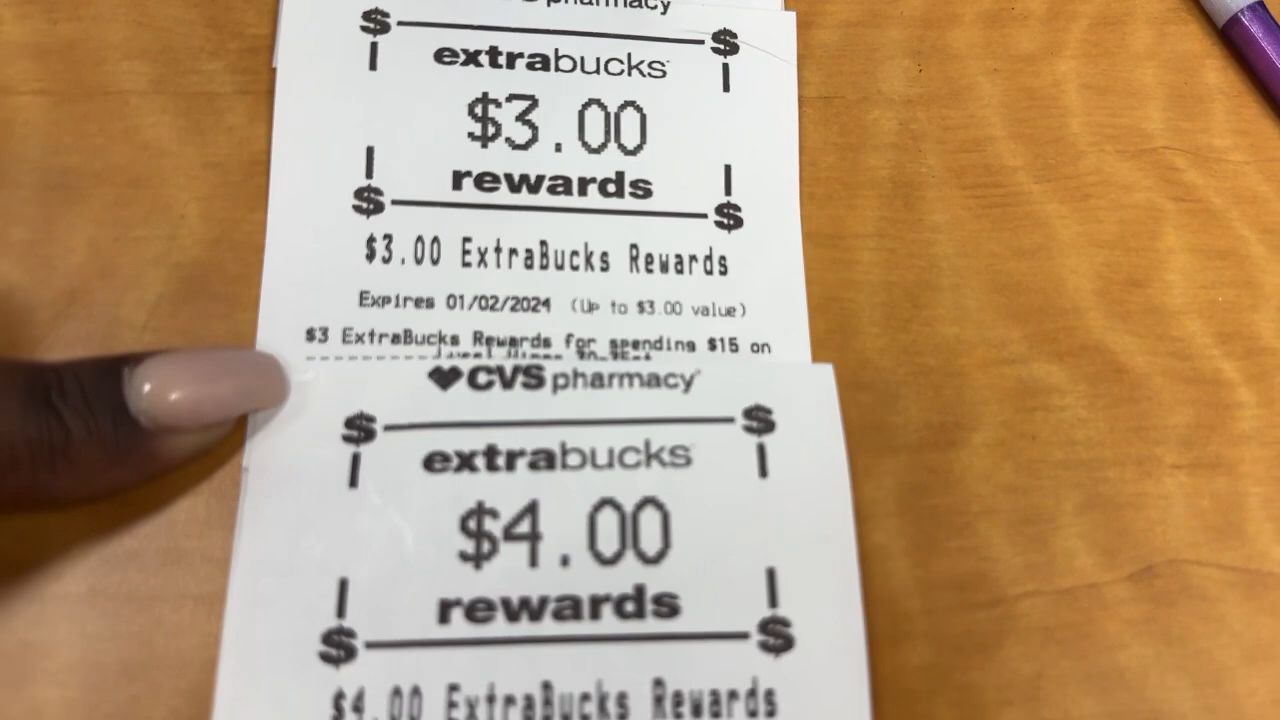 pharmacy
$ $
extrabucks
$3.00
rewards
$ $
$3.00 ExtraBucks Rewards
Expires 01/02/2024 (Up to $3.00 value)
$3 ExtraBucks Rewards for spending $15 on
CVS pharmacy
$ $
extrabucks
$4.00
rewards
$ $
$4.00 ExtraBucks Rewards